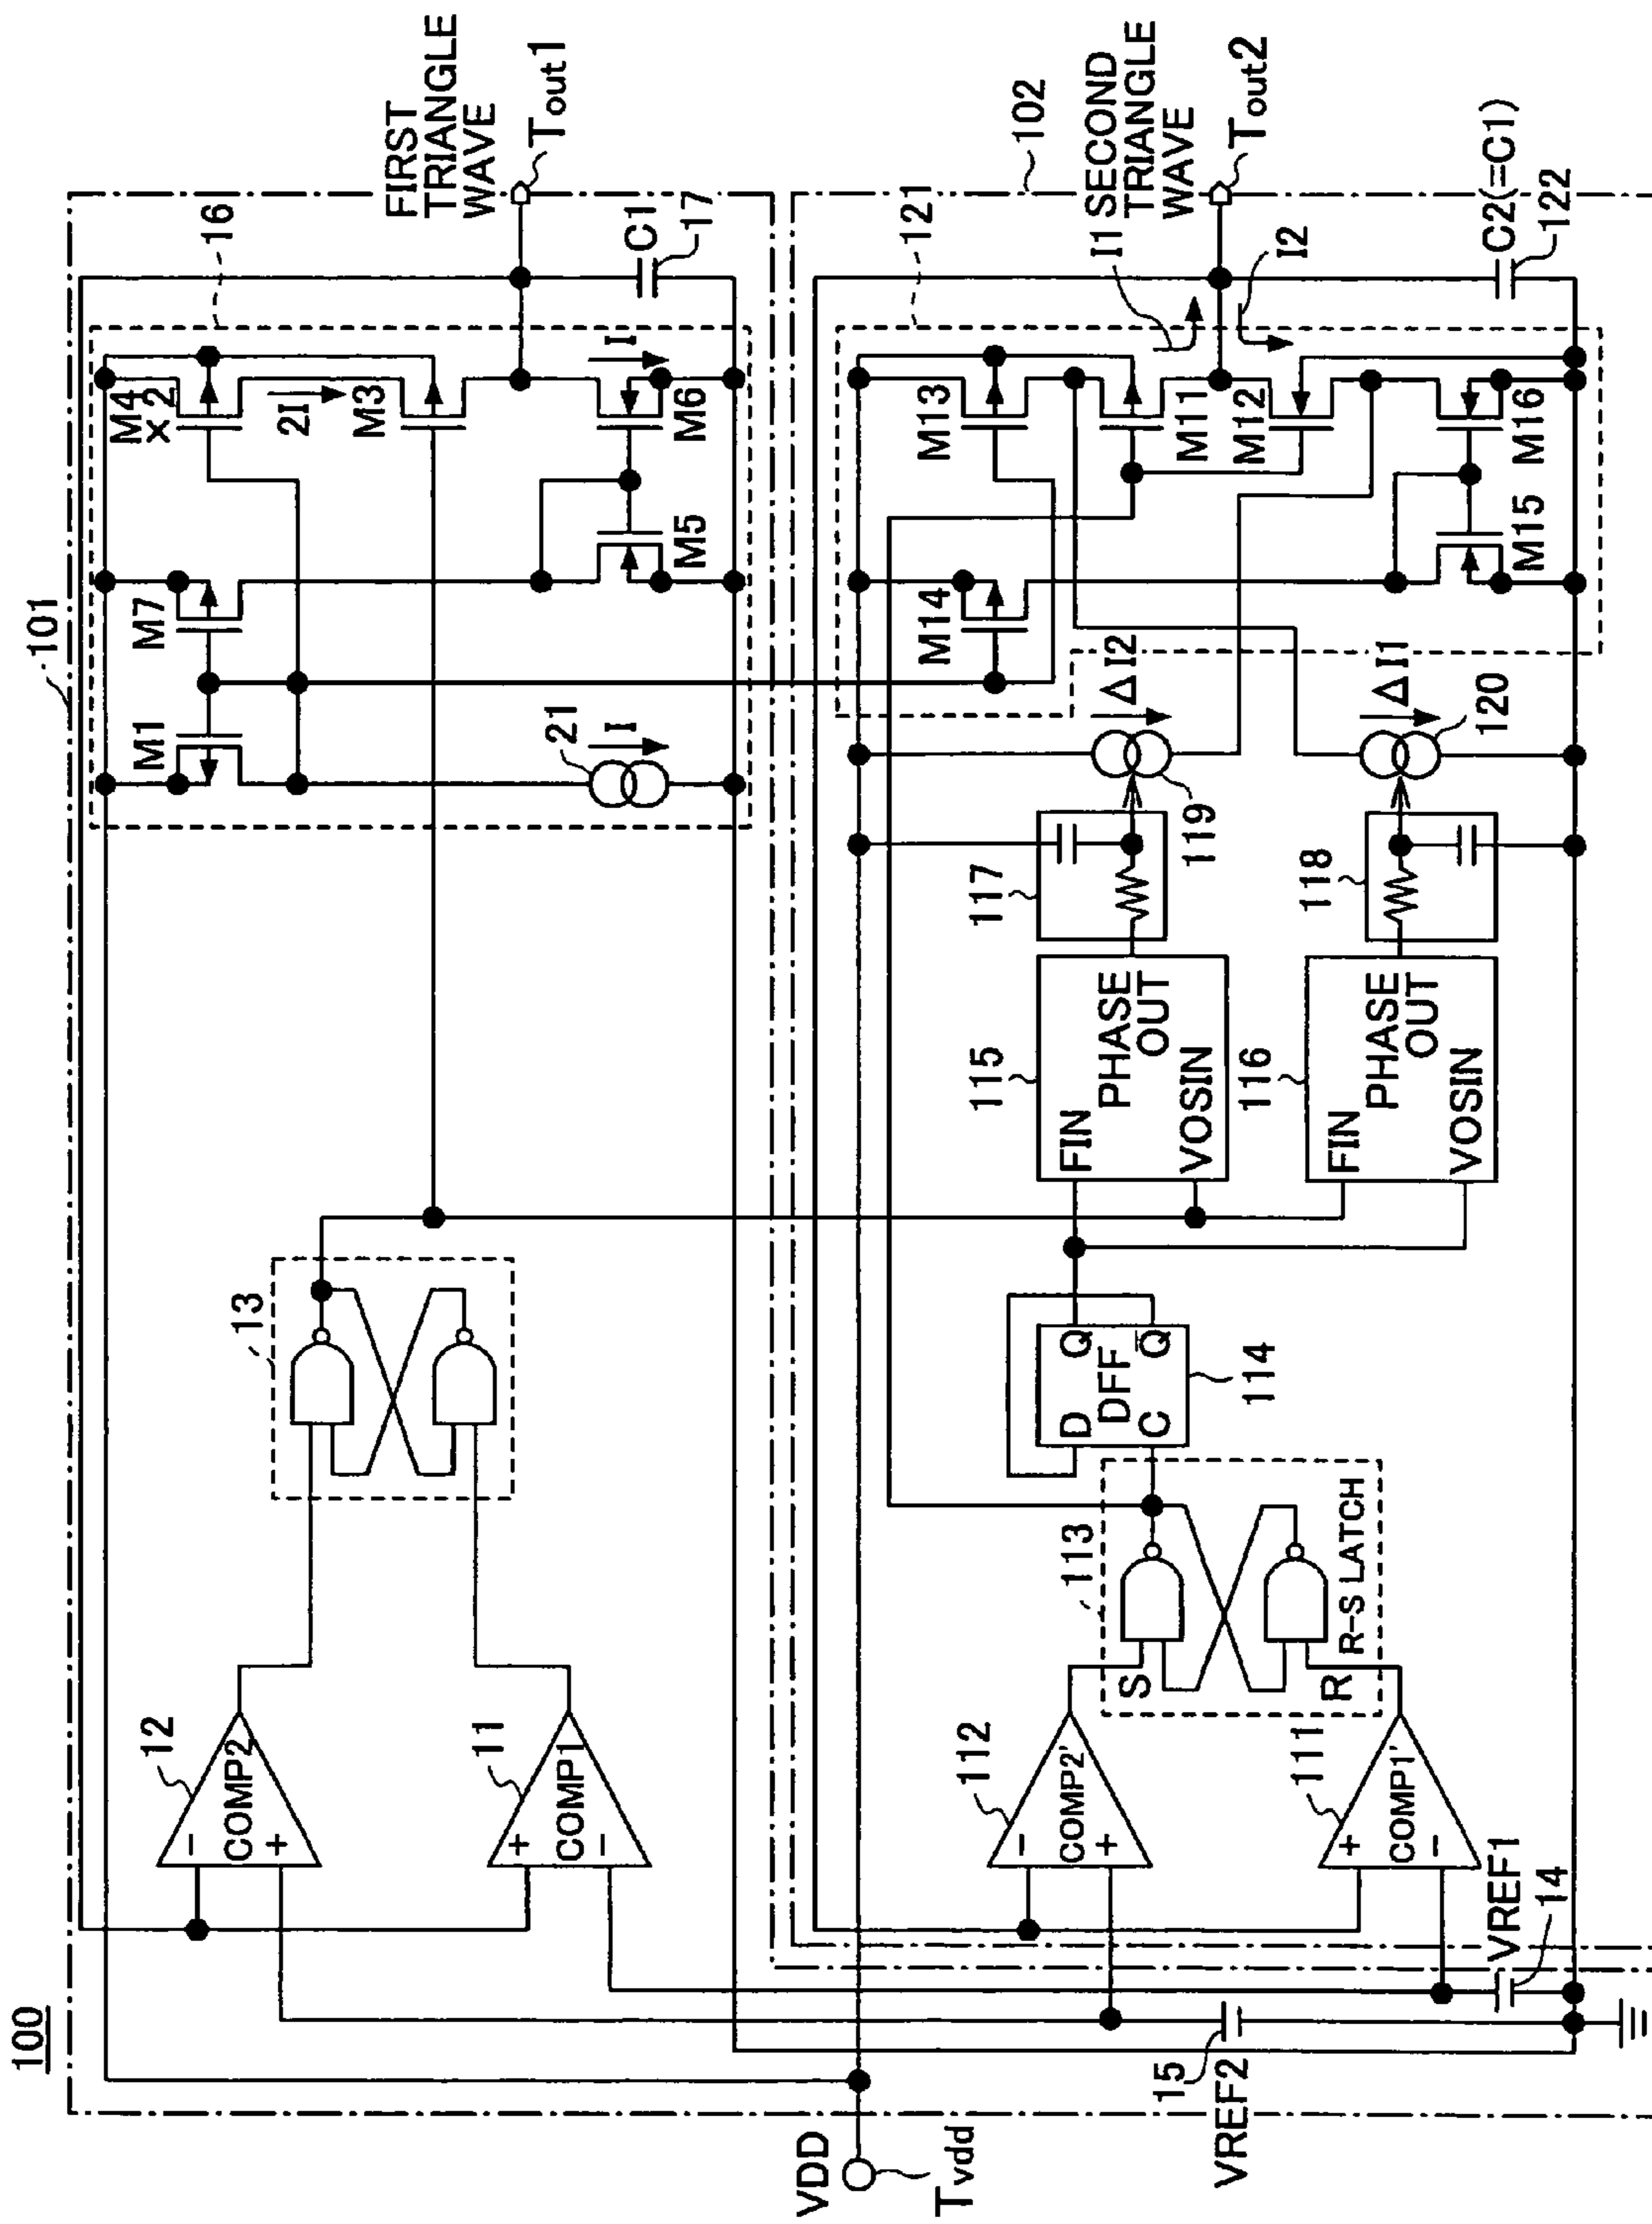 100
101
12
COMP2
-
+
11
COMP1
+
-
13
M1
M7
M4
×2
16
2I
M3
21
I
M5
M6
I
C1
17
FIRST
TRIANGLE
WAVE
Tout1
102
VDD
Tvdd
112
COMP2'
-
+
111
COMP1'
+
-
15
VREF2
VREF1
14
113
S
R
R-S LATCH
D
Q
DFF
C
Q̅
114
115
FIN
PHASE
OUT
VOSIN
116
FIN
PHASE
OUT
VOSIN
117
118
119
ΔI2
120
ΔI1
121
M14
M13
M11
M12
M15
M16
I1
I2
SECOND
TRIANGLE
WAVE
Tout2
C2(=C1)
122